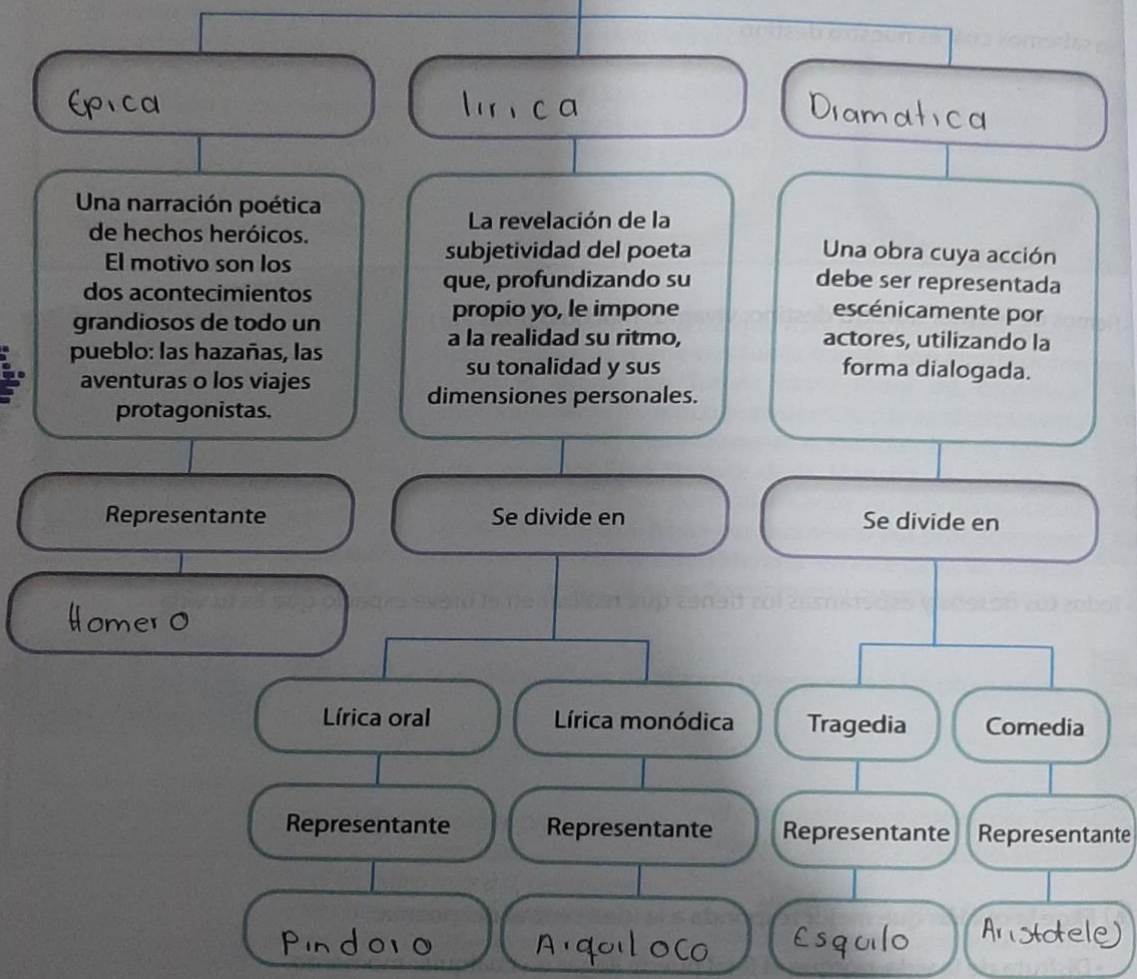 Epica
lirica
Dramatica
Una narración poética
de hechos heróicos.
El motivo son los
dos acontecimientos
grandiosos de todo un
pueblo: las hazañas, las
aventuras o los viajes
protagonistas.
La revelación de la
subjetividad del poeta
que, profundizando su
propio yo, le impone
a la realidad su ritmo,
su tonalidad y sus
dimensiones personales.
Una obra cuya acción
debe ser representada
escénicamente por
actores, utilizando la
forma dialogada.
Representante
Se divide en
Se divide en
Homero
Lírica oral
Lírica monódica
Tragedia
Comedia
Representante
Representante
Representante
Representante
Pindoro
Arquiloco
Esquilo
Aristotele